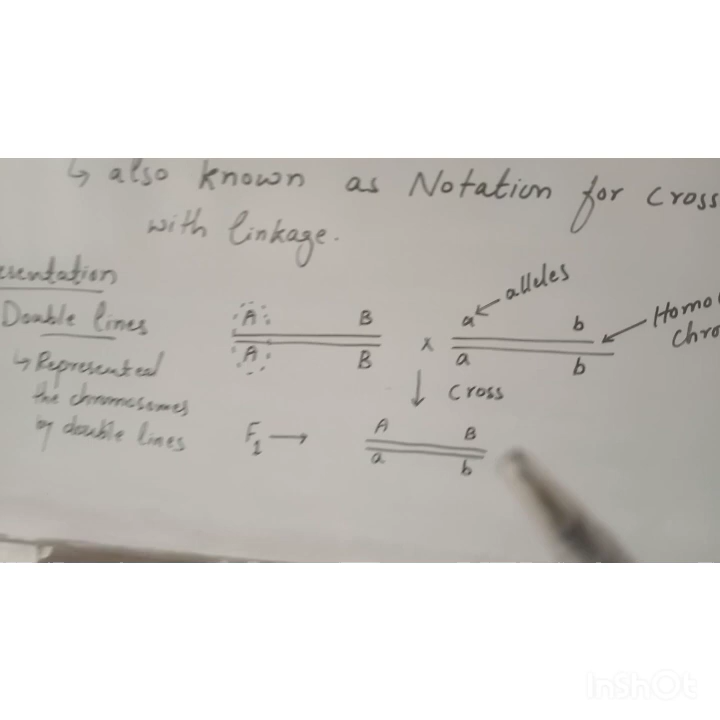 ↳ also known as Notation for cross
with linkage.
esentation
Double lines
↳ Represented
the chromosomes
by double lines
A B
A B
x
a ← alleles
b
a b
Homo
chro
↓ cross
F1 →
A B
a b
InShOt